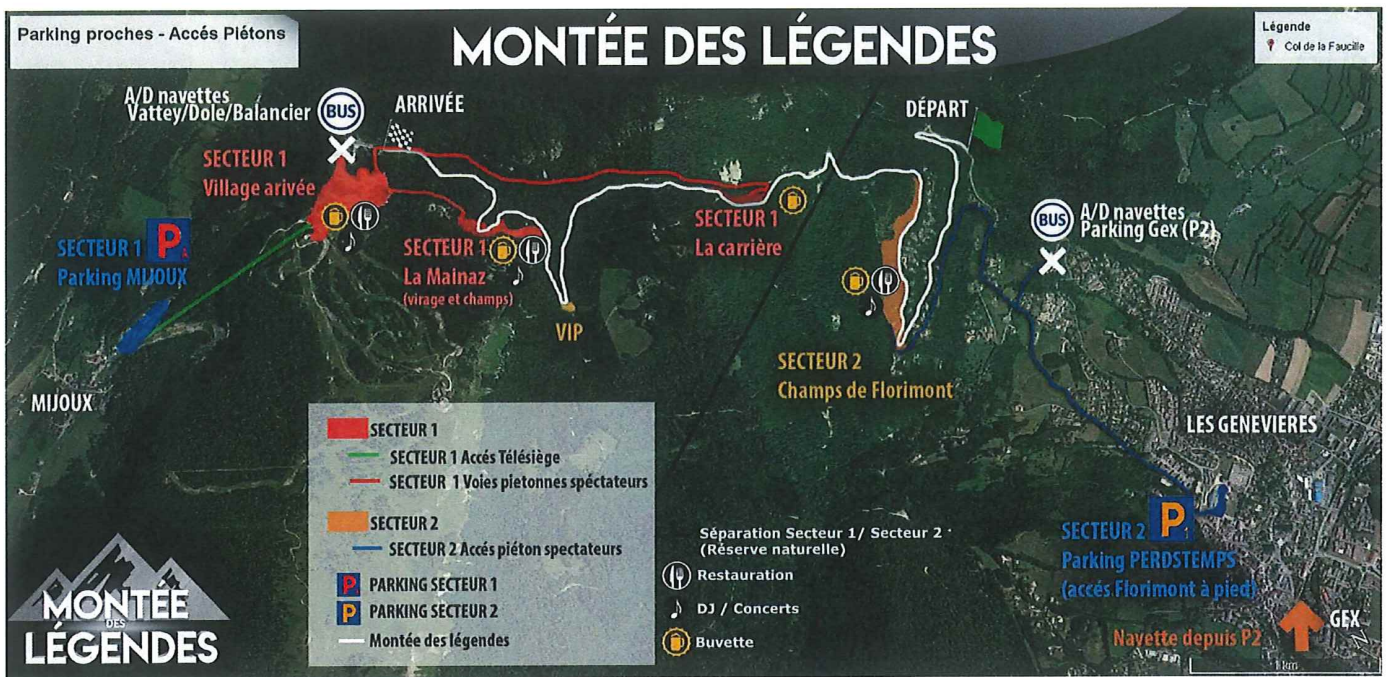 Parking proches - Accés Piétons
MONTÉE DES LÉGENDES
Légende
Col de la Faucille
A/D navettes
Vattey/Dole/Balancier
BUS
ARRIVÉE
DÉPART
SECTEUR 1
Village arivée
SECTEUR 1
P
Parking MIJOUX
SECTEUR 1
La Mainaz
(virage et champs)
VIP
SECTEUR 1
La carrière
BUS
A/D navettes
Parking Gex (P2)
SECTEUR 2
Champs de Florimont
MIJOUX
LES GENEVIERES
SECTEUR 1
SECTEUR 1 Accés Télésiège
SECTEUR 1 Voies pietonnes spéctateurs
SECTEUR 2
SECTEUR 2 Accés piéton spectateurs
P PARKING SECTEUR 1
P PARKING SECTEUR 2
Montée des légendes
Séparation Secteur 1/ Secteur 2
(Réserve naturelle)
Restauration
DJ / Concerts
Buvette
SECTEUR 2
P
1
Parking PERDSTEMPS
(accés Florimont à pied)
Navette depuis P2
GEX
1 km
MONTÉE
DES
LÉGENDES